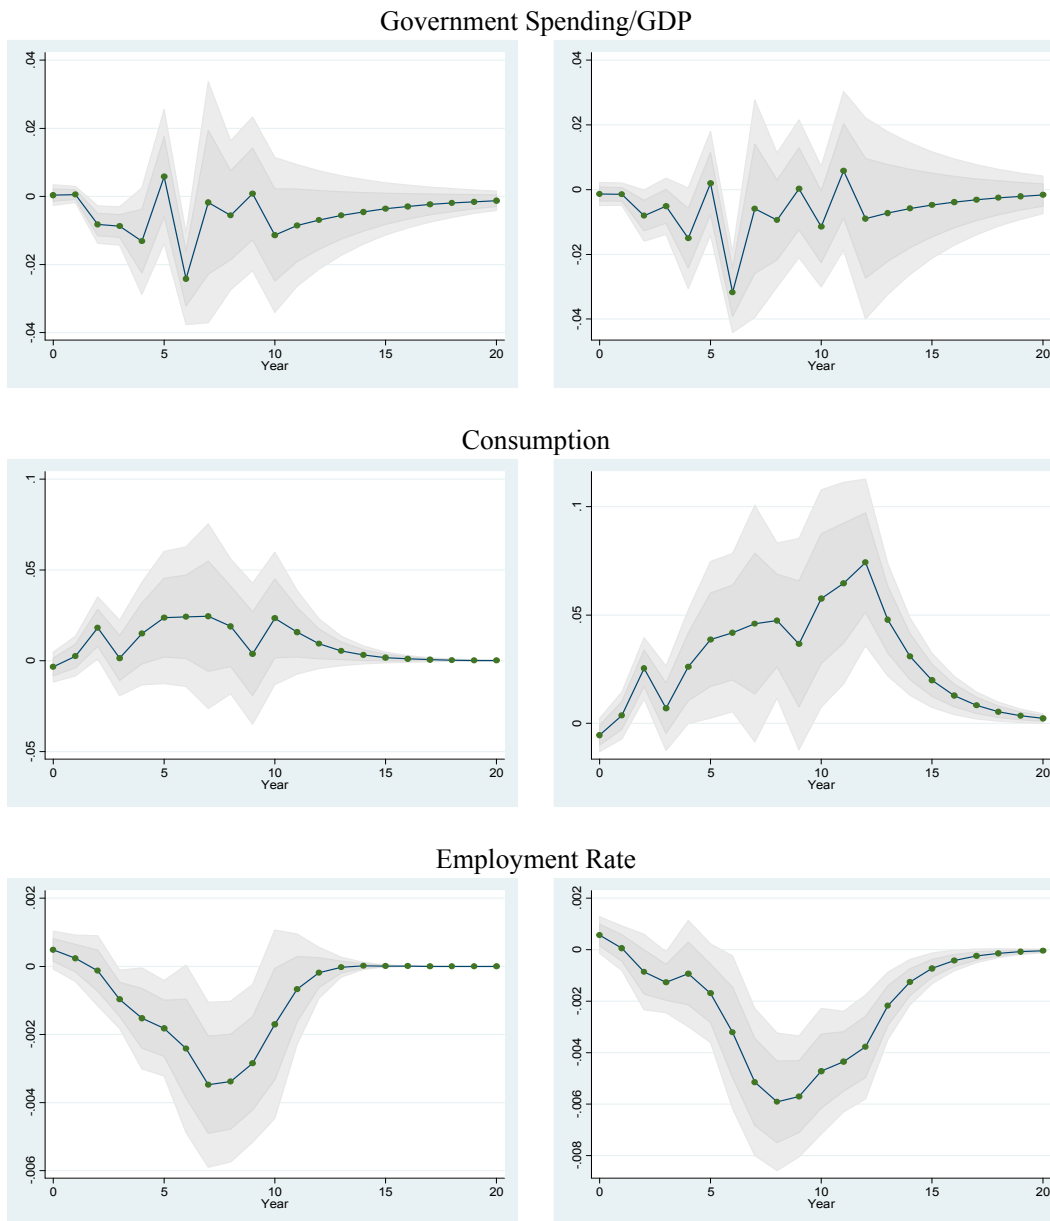 Government Spending/GDP
.04
.02
0
-.02
-.04
0 5 10 15 20
Year
.04
.02
0
-.02
-.04
0 5 10 15 20
Year
Consumption
.1
.05
0
-.05
0 5 10 15 20
Year
.1
.05
0
0 5 10 15 20
Year
Employment Rate
.002
0
-.002
-.004
-.006
0 5 10 15 20
Year
.002
0
-.002
-.004
-.006
-.008
0 5 10 15 20
Year